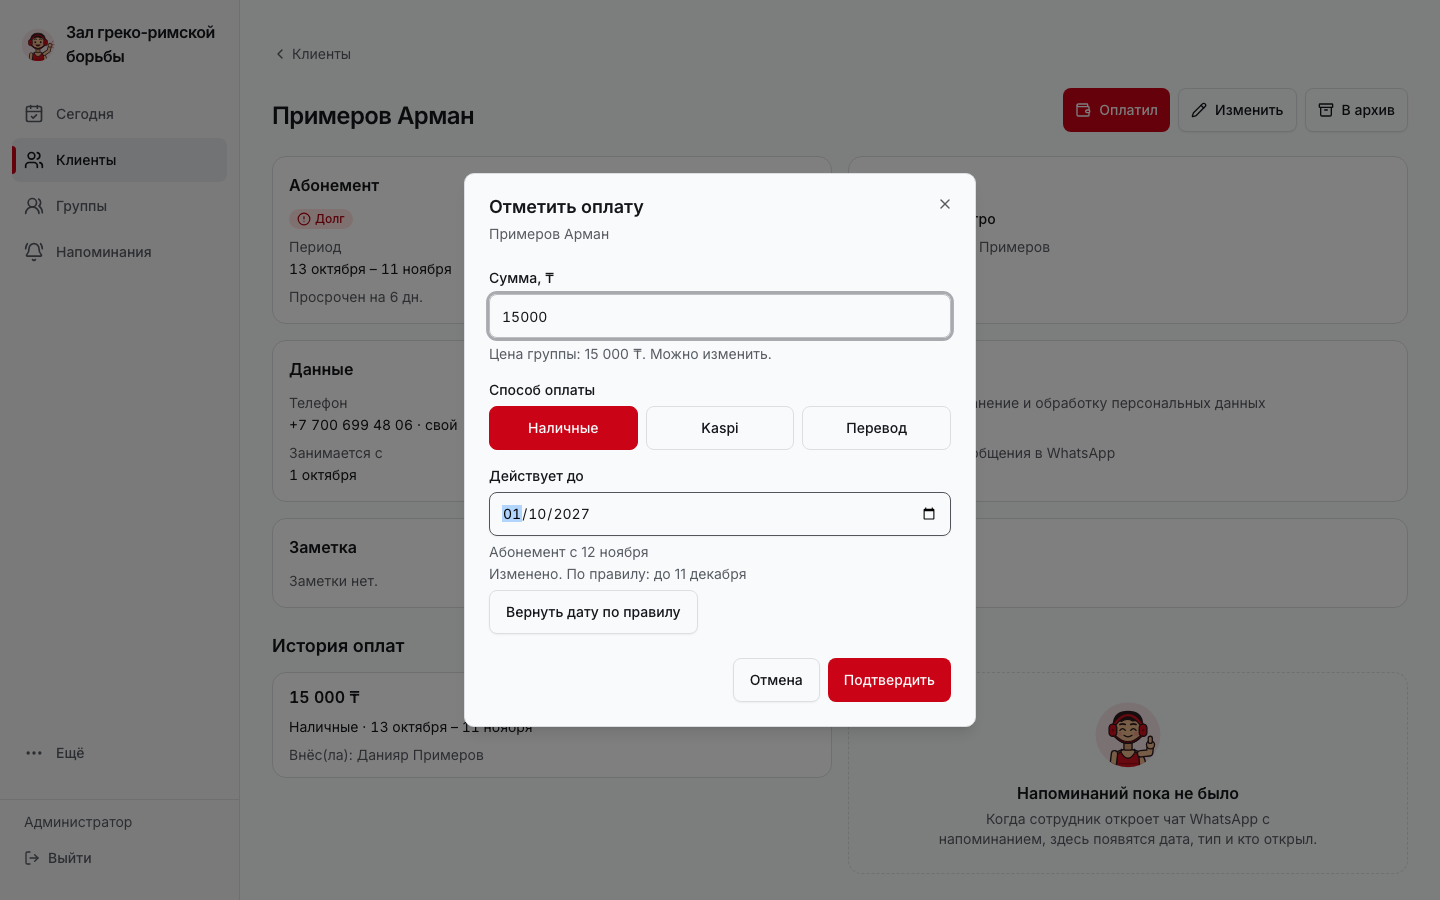 Зал греко-римской
борьбы
Сегодня
Клиенты
Группы
Напоминания
Ещё
Администратор
Выйти
Клиенты
Примеров Арман
Оплатил
Изменить
В архив
Абонемент
Долг
Период
13 октября – 11 ноября
Просрочен на 6 дн.
Примеров
Данные
Телефон
+7 700 699 48 06 · свой
Занимается с
1 октября
и обработку персональных данных
в WhatsApp
Заметка
Заметки нет.
История оплат
15 000 ₸
Наличные · 13 октября – 11 ноября
Внёс(ла): Данияр Примеров
Напоминаний пока не было
Когда сотрудник откроет чат WhatsApp с
напоминанием, здесь появятся дата, тип и кто открыл.
Отметить оплату
Примеров Арман
Сумма, ₸
15000
Цена группы: 15 000 ₸. Можно изменить.
Способ оплаты
Наличные
Kaspi
Перевод
Действует до
01/10/2027
Абонемент с 12 ноября
Изменено. По правилу: до 11 декабря
Вернуть дату по правилу
Отмена
Подтвердить